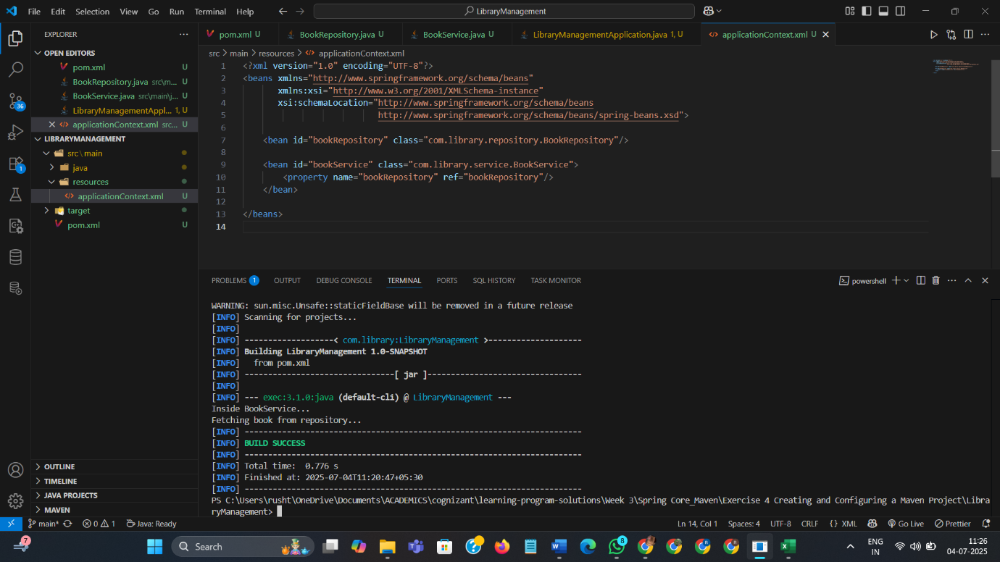 File Edit Selection View Go Run Terminal Help
LibraryManagement
EXPLORER
OPEN EDITORS
pom.xml U
BookRepository.java src\m... U
BookService.java src\main\j... U
LibraryManagementAppl... 1, U
applicationContext.xml src... U
LIBRARYMANAGEMENT
src\main
java
resources
applicationContext.xml U
target
pom.xml U
OUTLINE
TIMELINE
JAVA PROJECTS
MAVEN
36
1
pom.xml U BookRepository.java U BookService.java U LibraryManagementApplication.java 1, U applicationContext.xml U
src > main > resources > applicationContext.xml
1 <?xml version="1.0" encoding="UTF-8"?>
2 <beans xmlns="http://www.springframework.org/schema/beans"
3 xmlns:xsi="http://www.w3.org/2001/XMLSchema-instance"
4 xsi:schemaLocation="http://www.springframework.org/schema/beans
5 http://www.springframework.org/schema/beans/spring-beans.xsd">
6
7 <bean id="bookRepository" class="com.library.repository.BookRepository"/>
8
9 <bean id="bookService" class="com.library.service.BookService">
10 <property name="bookRepository" ref="bookRepository"/>
11 </bean>
12
13 </beans>
14
PROBLEMS 1 OUTPUT DEBUG CONSOLE TERMINAL PORTS SQL HISTORY TASK MONITOR
powershell
WARNING: sun.misc.Unsafe::staticFieldBase will be removed in a future release
[INFO] Scanning for projects...
[INFO]
[INFO] -------------------< com.library:LibraryManagement >--------------------
[INFO] Building LibraryManagement 1.0-SNAPSHOT
[INFO] from pom.xml
[INFO] --------------------------------[ jar ]---------------------------------
[INFO]
[INFO] --- exec:3.1.0:java (default-cli) @ LibraryManagement ---
Inside BookService...
Fetching book from repository...
[INFO] ------------------------------------------------------------------------
[INFO] BUILD SUCCESS
[INFO] ------------------------------------------------------------------------
[INFO] Total time: 0.776 s
[INFO] Finished at: 2025-07-04T11:20:47+05:30
[INFO] ------------------------------------------------------------------------
PS C:\Users\rusht\OneDrive\Documents\ACADEMICS\cognizant\learning-program-solutions\Week 3\Spring Core_Maven\Exercise 4 Creating and Configuring a Maven Project\Libra
ryManagement>
main* 0 1 Java: Ready Ln 14, Col 1 Spaces: 4 UTF-8 CRLF {} XML Go Live Prettier
7
Search
8
ENG
IN
11:26
04-07-2025